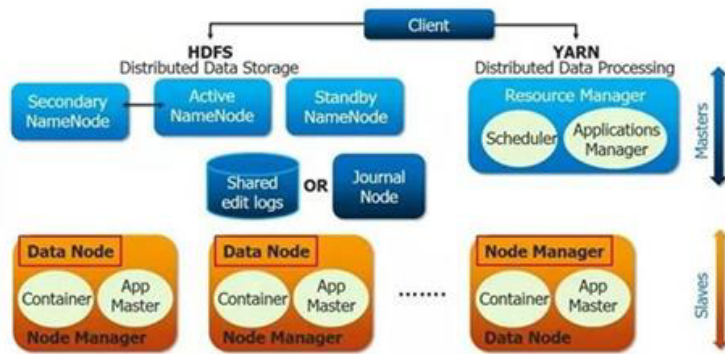 Client
HDFS
Distributed Data Storage
YARN
Distributed Data Processing
Secondary
NameNode
Active
NameNode
Standby
NameNode
Resource Manager
Scheduler
Applications
Manager
Masters
Shared
edit logs
OR
Journal
Node
Data Node
Container
App
Master
Node Manager
Data Node
Container
App
Master
Node Manager
.......
Node Manager
Container
App
Master
Data Node
Slaves